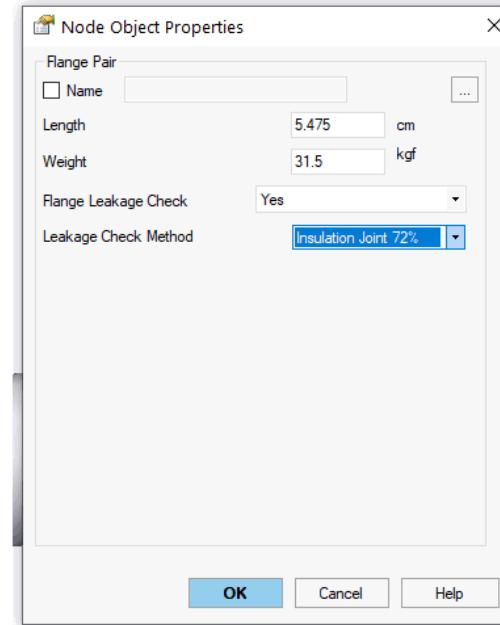 Node Object Properties
Flange Pair
Name
...
Length 5.475 cm
Weight 31.5 kgf
Flange Leakage Check Yes
Leakage Check Method Insulation Joint 72%
OK Cancel Help